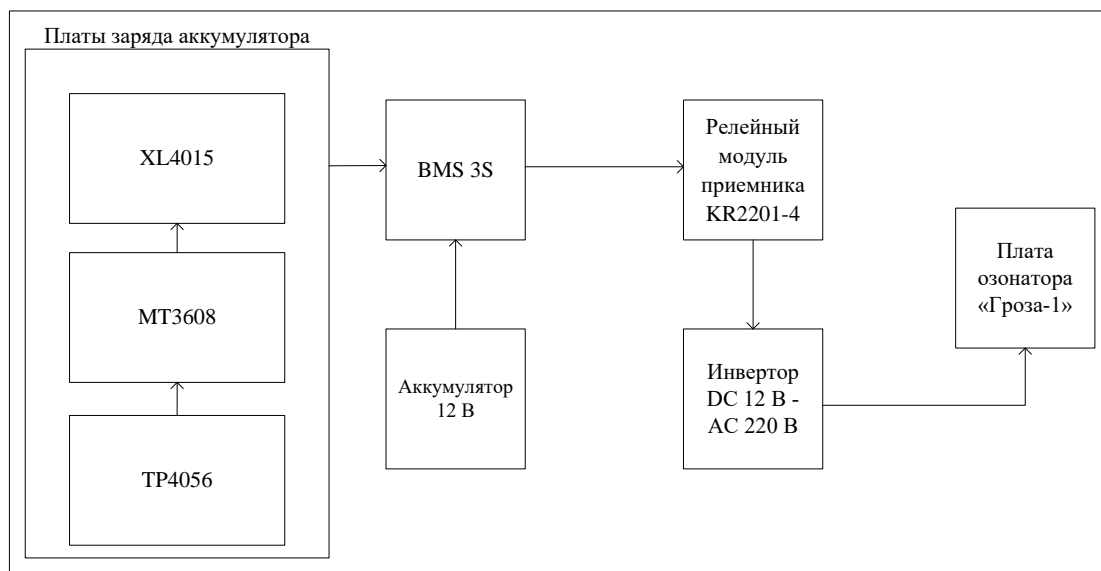 Платы заряда аккумулятора
XL4015
MT3608
TP4056
BMS 3S
Аккумулятор
12 В
Релейный
модуль
приемника
KR2201-4
Инвертор
DC 12 В -
AC 220 В
Плата
озонатора
«Гроза-1»